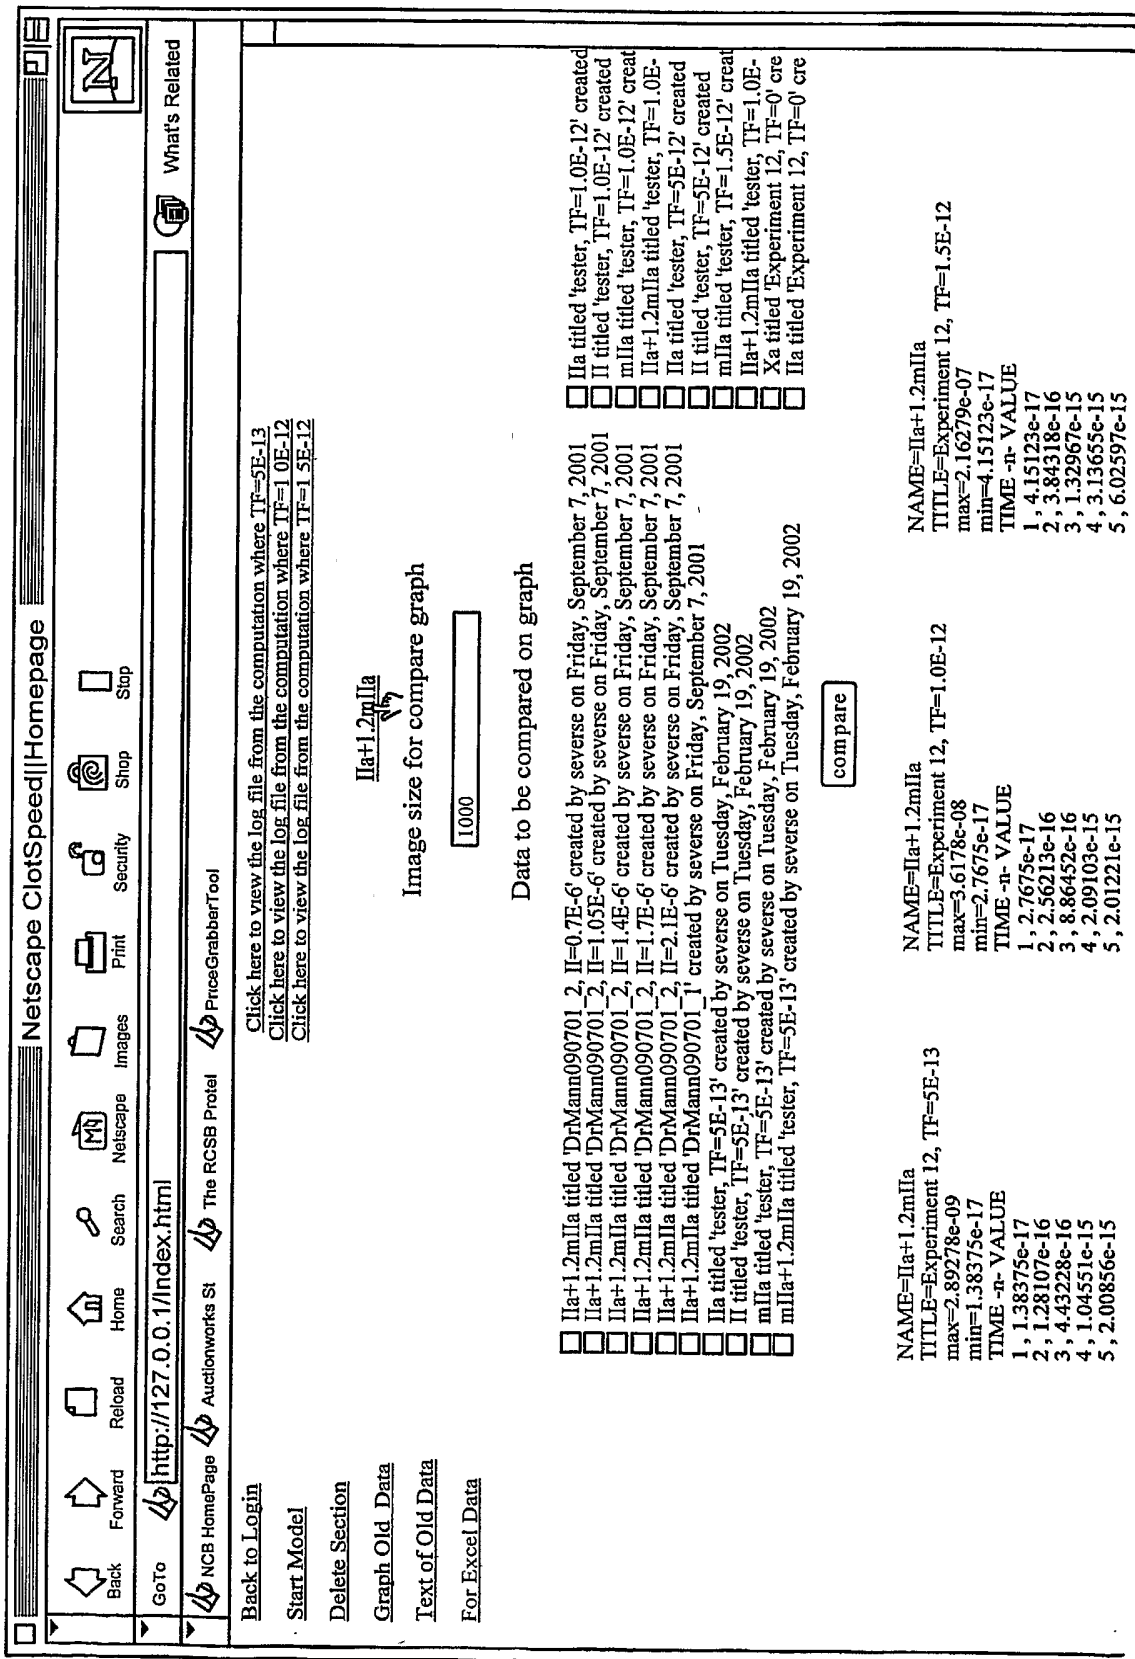 Netscape ClotSpeed||Homepage
Back Forward Reload Home Search Netscape Images Print Security Shop Stop
N
GoTo http://127.0.0.1/Index.html What's Related
NCB HomePage Auctionworks St The RCSB Protei PriceGrabberTool
Back to Login
Start Model
Delete Section
Graph Old Data
Text of Old Data
For Excel Data
Click here to view the log file from the computation where TF=5E-13
Click here to view the log file from the computation where TF=1 0E-12
Click here to view the log file from the computation where TF=1 5E-12
IIa+1.2mIIa
Image size for compare graph
1000
Data to be compared on graph
IIa+1.2mIIa titled 'DrMann090701_2, II=0.7E-6' created by severse on Friday, September 7, 2001
IIa+1.2mIIa titled 'DrMann090701_2, II=1.05E-6' created by severse on Friday, September 7, 2001
IIa+1.2mIIa titled 'DrMann090701_2, II=1.4E-6' created by severse on Friday, September 7, 2001
IIa+1.2mIIa titled 'DrMann090701_2, II=1.7E-6' created by severse on Friday, September 7, 2001
IIa+1.2mIIa titled 'DrMann090701_2, II=2.1E-6' created by severse on Friday, September 7, 2001
IIa+1.2mIIa titled 'DrMann090701_1' created by severse on Friday, September 7, 2001
IIa titled 'tester, TF=5E-13' created by severse on Tuesday, February 19, 2002
II titled 'tester, TF=5E-13' created by severse on Tuesday, February 19, 2002
mIIa titled 'tester, TF=5E-13' created by severse on Tuesday, February 19, 2002
mIIa+1.2mIIa titled 'tester, TF=5E-13' created by severse on Tuesday, February 19, 2002
IIa titled 'tester, TF=1.0E-12' created
II titled 'tester, TF=1.0E-12' created
mIIa titled 'tester, TF=1.0E-12' creat
IIa+1.2mIIa titled 'tester, TF=1.0E-
IIa titled 'tester, TF=5E-12' created
II titled 'tester, TF=5E-12' created
mIIa titled 'tester, TF=1.5E-12' creat
IIa+1.2mIIa titled 'tester, TF=1.0E-
Xa titled 'Experiment 12, TF=0' cre
IIa titled 'Experiment 12, TF=0' cre
compare
NAME=IIa+1.2mIIa
TITLE=Experiment 12, TF=5E-13
max=2.89278e-09
min=1.38375e-17
TIME -n- VALUE
1 , 1.38375e-17
2 , 1.28107e-16
3 , 4.43228e-16
4 , 1.04551e-15
5 , 2.00856e-15
NAME=IIa+1.2mIIa
TITLE=Experiment 12, TF=1.0E-12
max=3.6178e-08
min=2.7675e-17
TIME -n- VALUE
1 , 2.7675e-17
2 , 2.56213e-16
3 , 8.86452e-16
4 , 2.09103e-15
5 , 2.01221e-15
NAME=IIa+1.2mIIa
TITLE=Experiment 12, TF=1.5E-12
max=2.16279e-07
min=4.15123e-17
TIME -n- VALUE
1 , 4.15123e-17
2 , 3.84318e-16
3 , 1.32967e-15
4 , 3.13655e-15
5 , 6.02597e-15